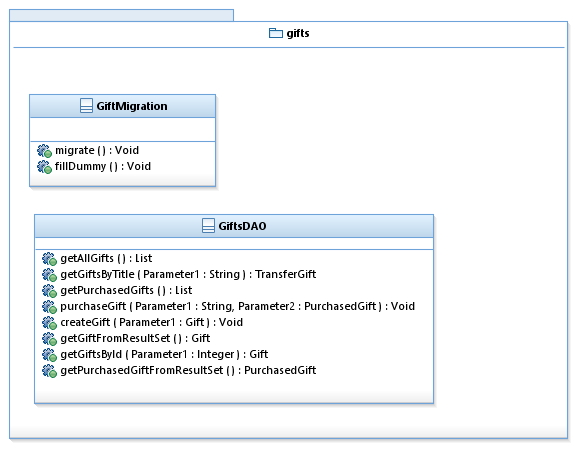 gifts
GiftMigration
migrate ( ) : Void
fillDummy ( ) : Void
GiftsDAO
getAllGifts ( ) : List
getGiftsByTitle ( Parameter1 : String ) : TransferGift
getPurchasedGifts ( ) : List
purchaseGift ( Parameter1 : String, Parameter2 : PurchasedGift ) : Void
createGift ( Parameter1 : Gift ) : Void
getGiftFromResultSet ( ) : Gift
getGiftsById ( Parameter1 : Integer ) : Gift
getPurchasedGiftFromResultSet ( ) : PurchasedGift